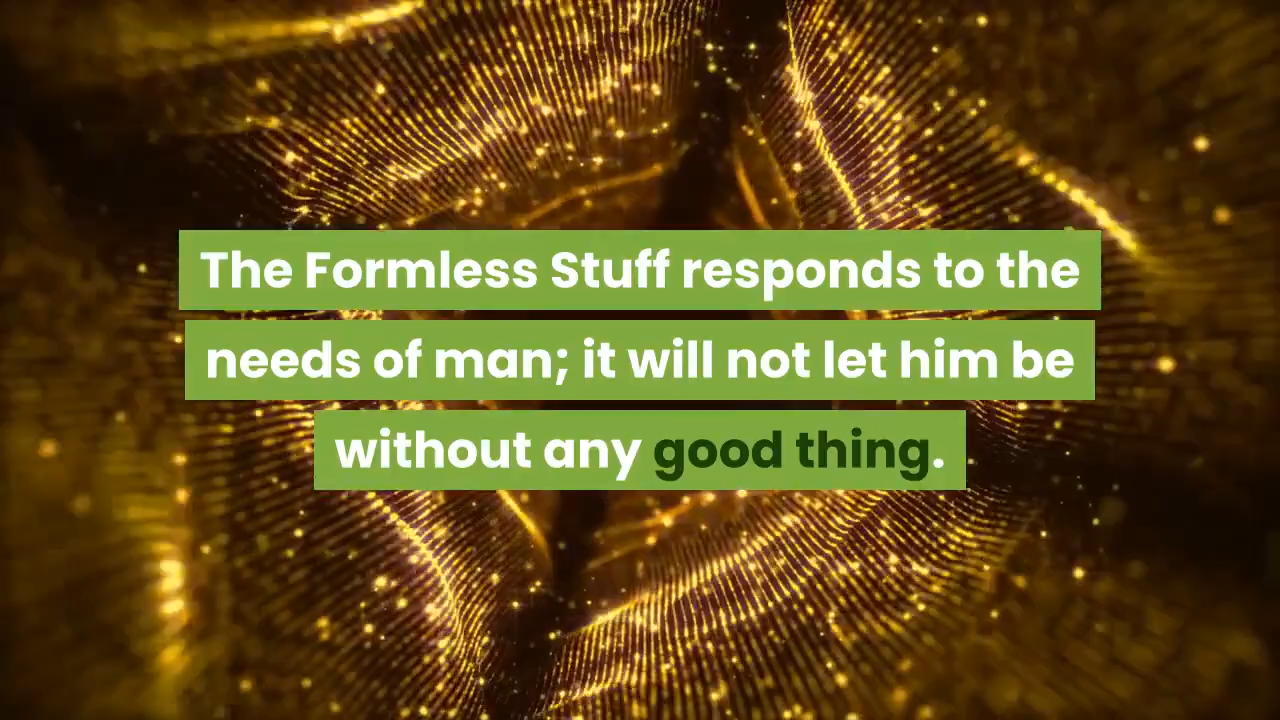 The Formless Stuff responds to the
needs of man; it will not let him be
without any good thing.